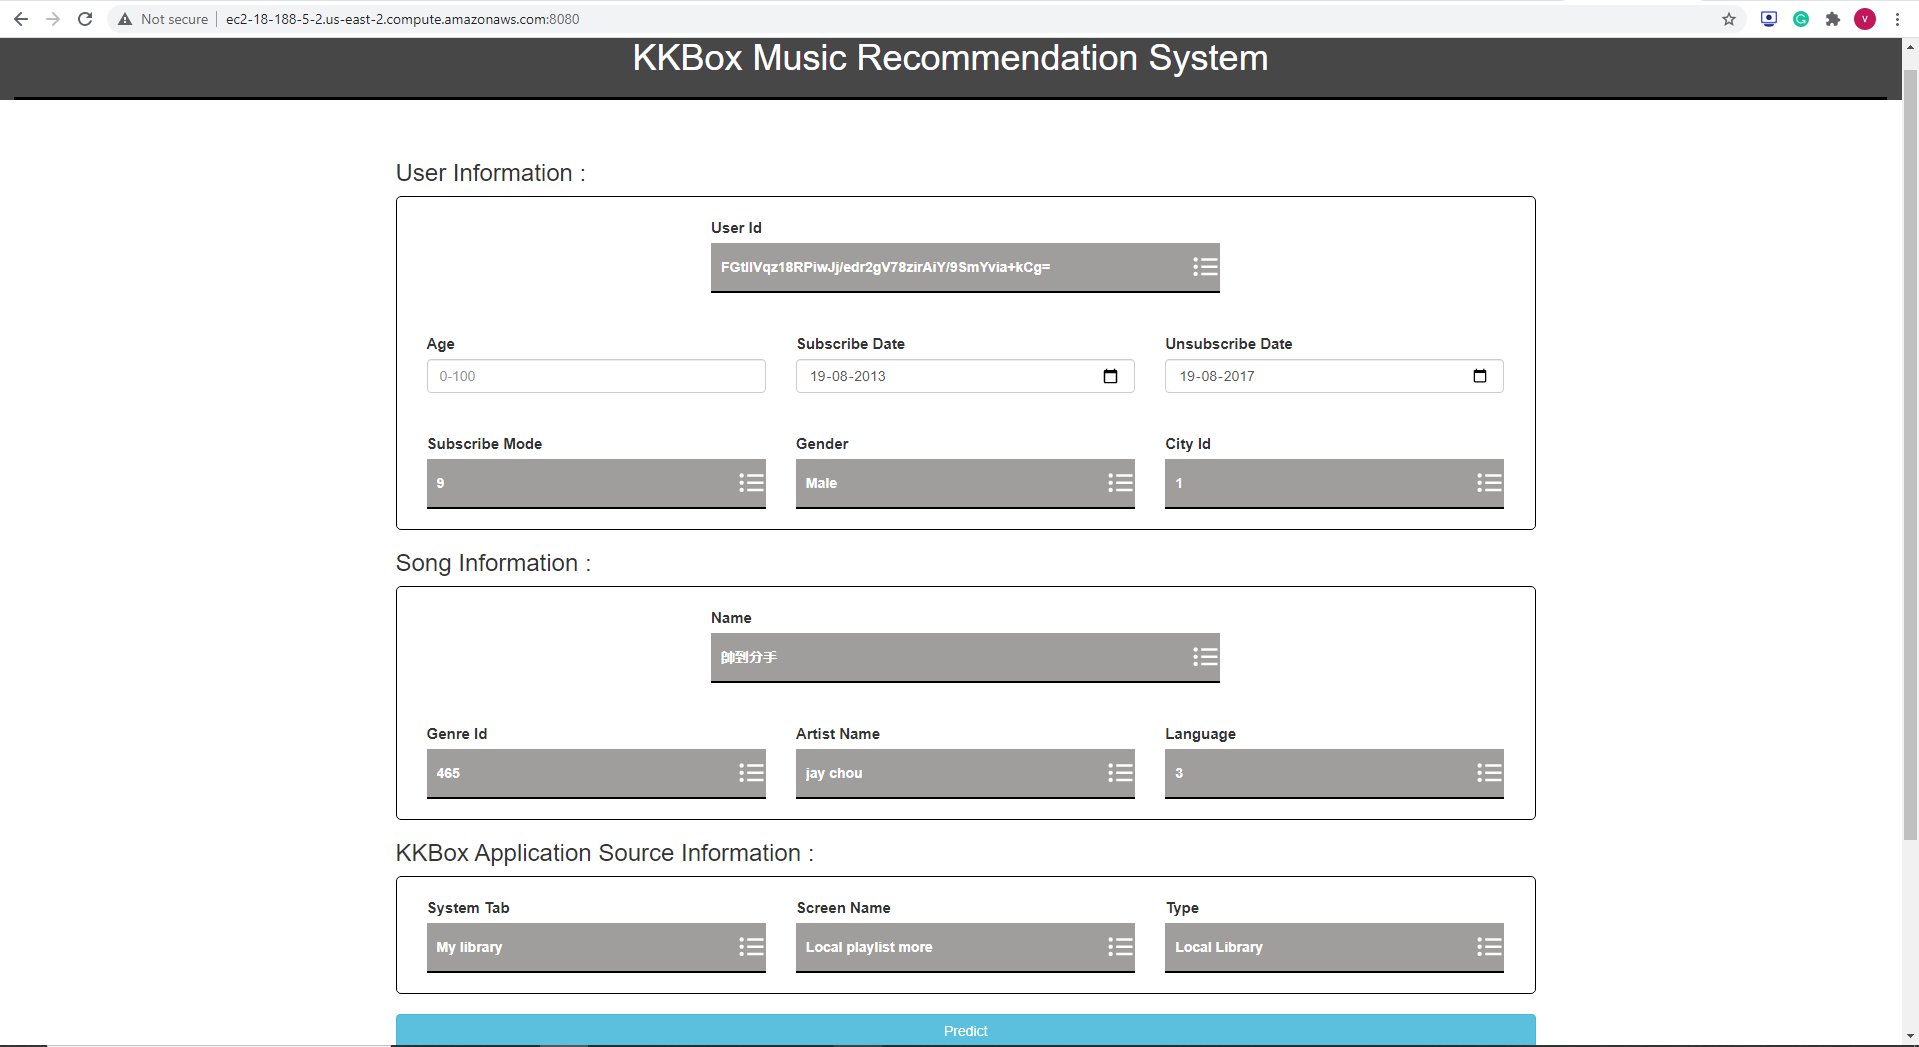 Not secure
ec2-18-188-5-2.us-east-2.compute.amazonaws.com:8080
V
KKBox Music Recommendation System
User Information :
User Id
FGtllVqz18RPiwJj/edr2gV78zirAiY/9SmYvia+kCg=
Age Subscribe Date Unsubscribe Date
0-100 19-08-2013 19-08-2017
Subscribe Mode Gender City Id
9 Male 1
Song Information :
Name
帥到分手
Genre Id Artist Name Language
465 jay chou 3
KKBox Application Source Information :
System Tab Screen Name Type
My library Local playlist more Local Library
Predict